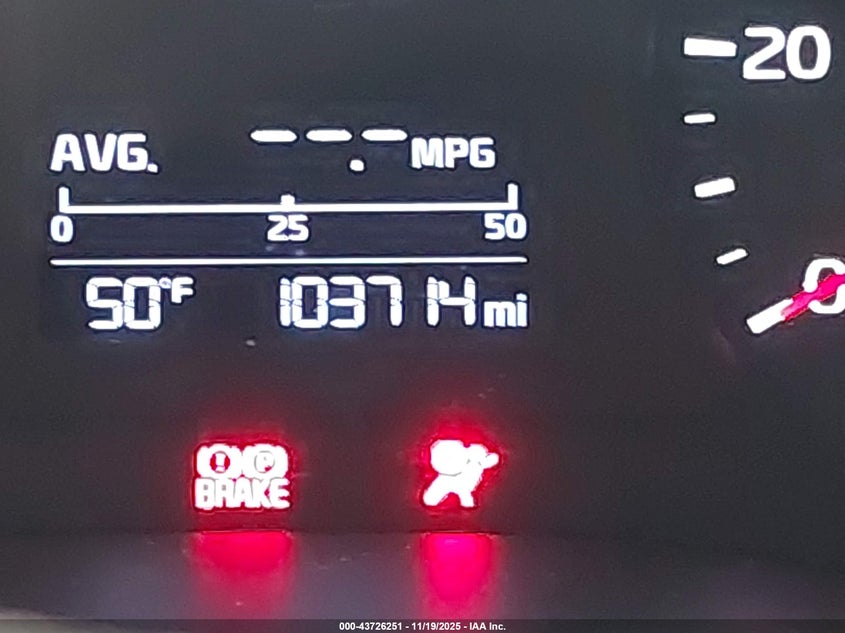 20
AVG. --.- MPG
0 25 50
50°F 103714 mi
0
! P
BRAKE
000-43726251 - 11/19/2025 - IAA Inc.